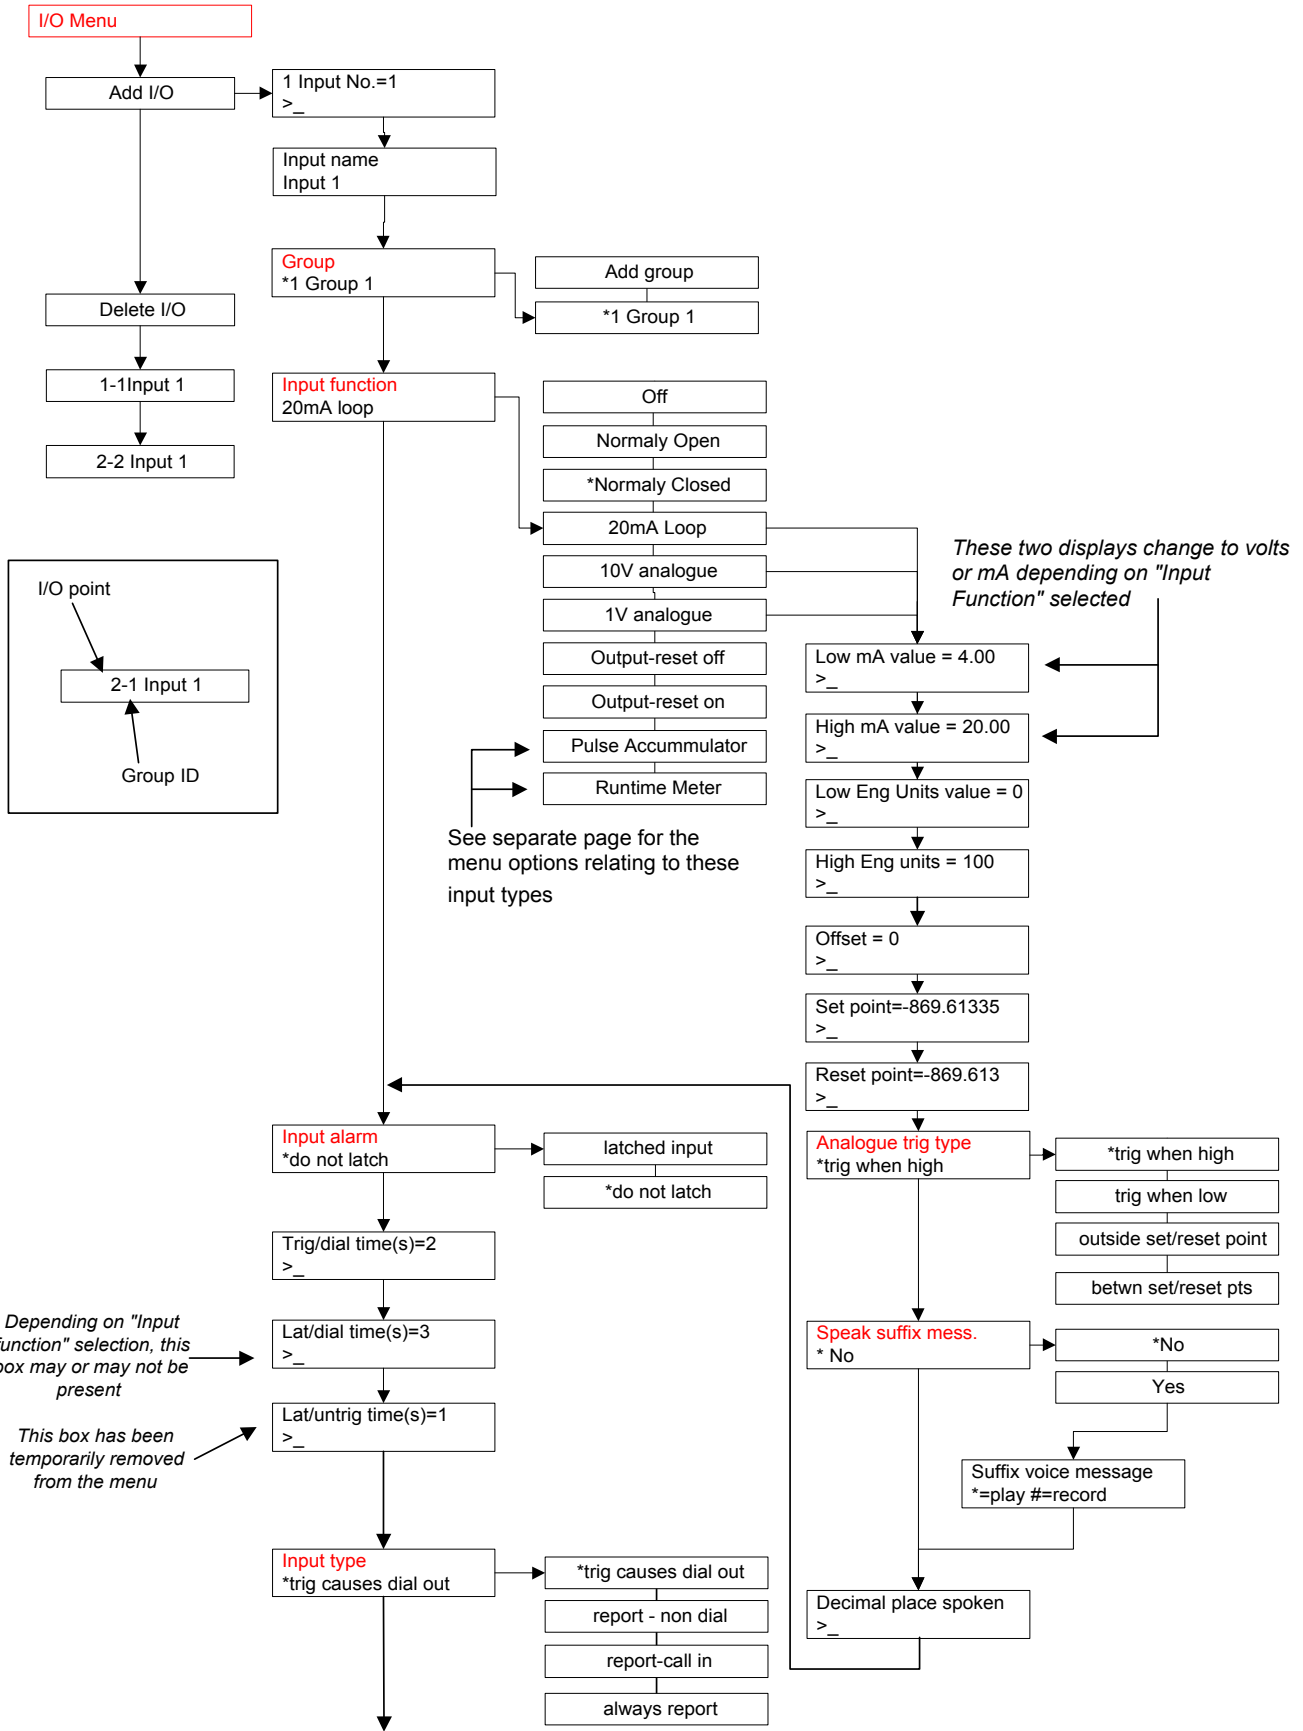 I/O Menu
Add I/O
1 Input No.=1
>_
Input name
Input 1
Group
*1 Group 1
Add group
*1 Group 1
Delete I/O
1-1Input 1
2-2 Input 1
Input function
20mA loop
Off
Normaly Open
*Normaly Closed
20mA Loop
10V analogue
1V analogue
Output-reset off
Output-reset on
Pulse Accummulator
Runtime Meter
See separate page for the
menu options relating to these
input types
I/O point
2-1 Input 1
Group ID
These two displays change to volts
or mA depending on "Input
Function" selected
Low mA value = 4.00
>_
High mA value = 20.00
>_
Low Eng Units value = 0
>_
High Eng units = 100
>_
Offset = 0
>_
Set point=-869.61335
>_
Reset point=-869.613
>_
Analogue trig type
*trig when high
*trig when high
trig when low
outside set/reset point
betwn set/reset pts
Speak suffix mess.
* No
*No
Yes
Suffix voice message
*=play #=record
Decimal place spoken
>_
Input alarm
*do not latch
latched input
*do not latch
Trig/dial time(s)=2
>_
Depending on "Input
function" selection, this
box may or may not be
present
Lat/dial time(s)=3
>_
This box has been
temporarily removed
from the menu
Lat/untrig time(s)=1
>_
Input type
*trig causes dial out
*trig causes dial out
report - non dial
report-call in
always report